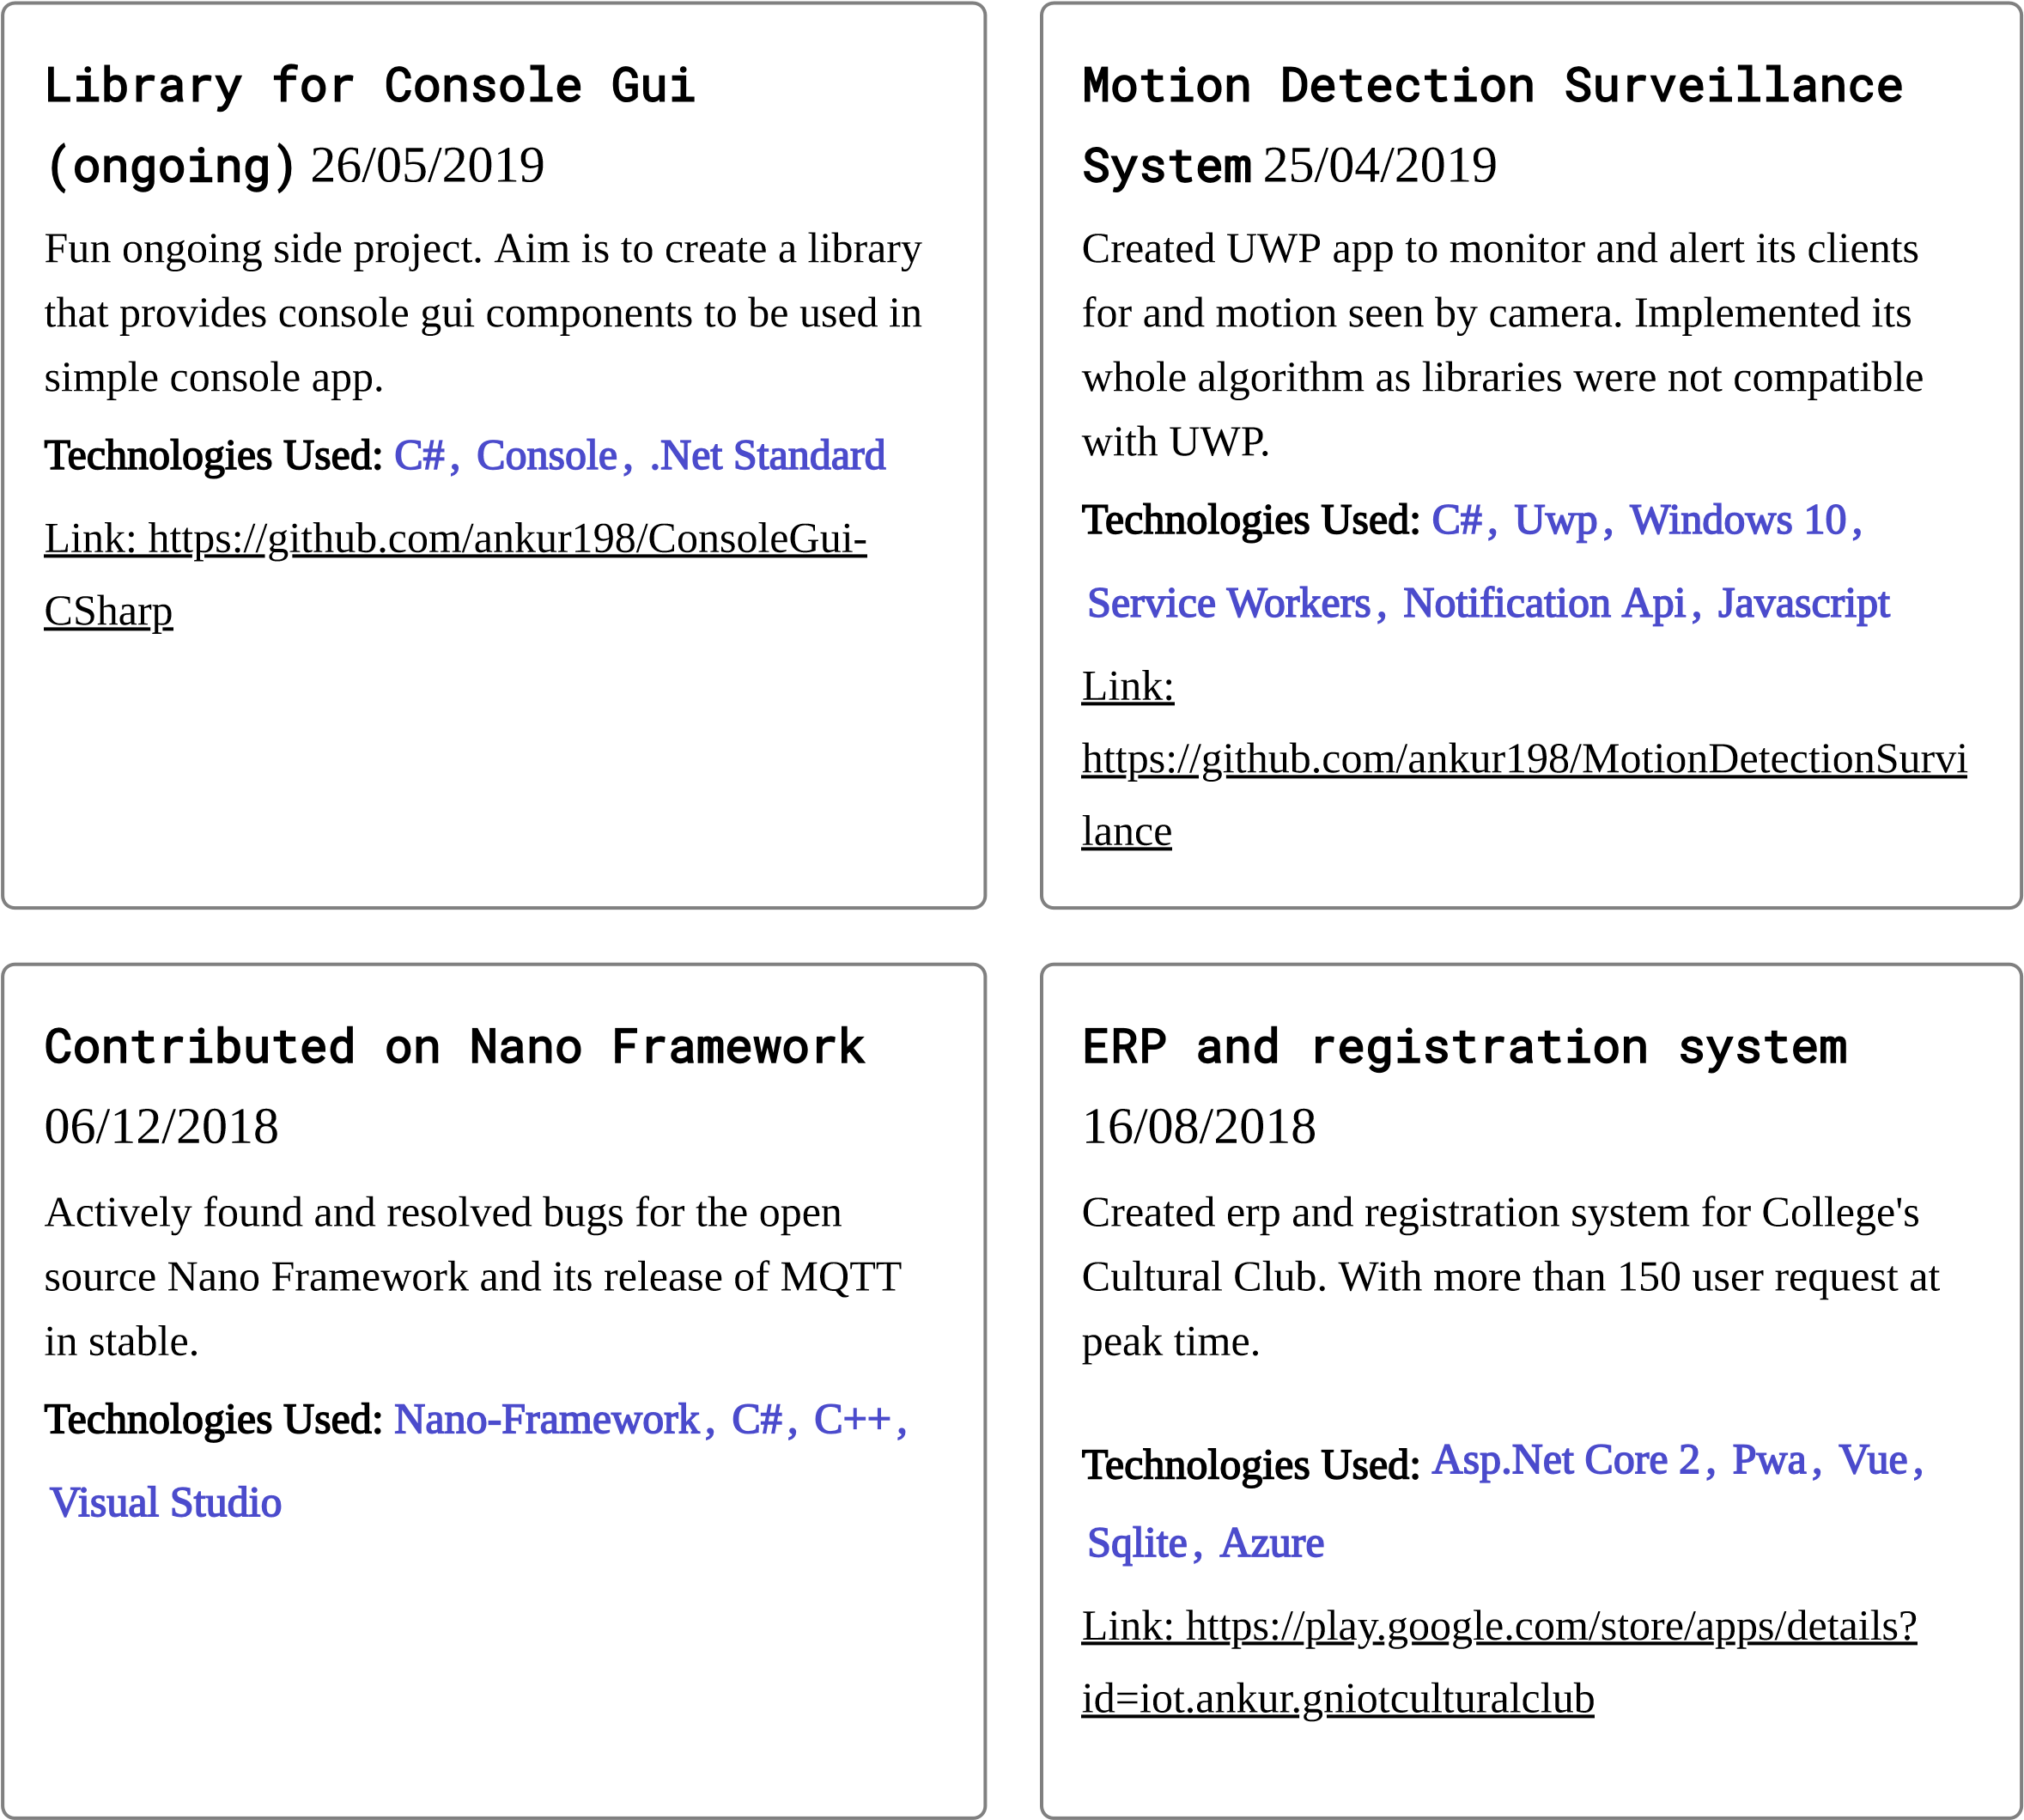 Library for Console Gui
(ongoing) 26/05/2019
Fun ongoing side project. Aim is to create a library
that provides console gui components to be used in
simple console app.
Technologies Used: C#, Console, .Net Standard
Link: https://github.com/ankur198/ConsoleGui-
CSharp
Motion Detection Surveillance
System 25/04/2019
Created UWP app to monitor and alert its clients
for and motion seen by camera. Implemented its
whole algorithm as libraries were not compatible
with UWP.
Technologies Used: C#, Uwp, Windows 10,
Service Workers, Notification Api, Javascript
Link:
https://github.com/ankur198/MotionDetectionSurvi
lance
Contributed on Nano Framework
06/12/2018
Actively found and resolved bugs for the open
source Nano Framework and its release of MQTT
in stable.
Technologies Used: Nano-Framework, C#, C++,
Visual Studio
ERP and registration system
16/08/2018
Created erp and registration system for College's
Cultural Club. With more than 150 user request at
peak time.
Technologies Used: Asp.Net Core 2, Pwa, Vue,
Sqlite, Azure
Link: https://play.google.com/store/apps/details?
id=iot.ankur.gniotculturalclub